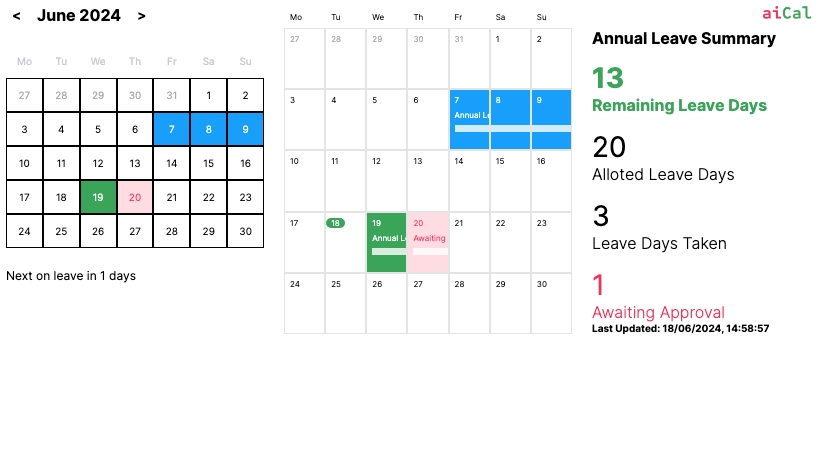 < June 2024 >
Mo Tu We Th Fr Sa Su
27 28 29 30 31 1 2
3 4 5 6 7 8 9
10 11 12 13 14 15 16
17 18 19 20 21 22 23
24 25 26 27 28 29 30
Next on leave in 1 days
Mo Tu We Th Fr Sa Su
27 28 29 30 31 1 2
3 4 5 6 7 8 9
Annual Le
10 11 12 13 14 15 16
17 18 19 20 21 22 23
Annual Le Awaiting
24 25 26 27 28 29 30
aiCal
Annual Leave Summary
13
Remaining Leave Days
20
Alloted Leave Days
3
Leave Days Taken
1
Awaiting Approval
Last Updated: 18/06/2024, 14:58:57